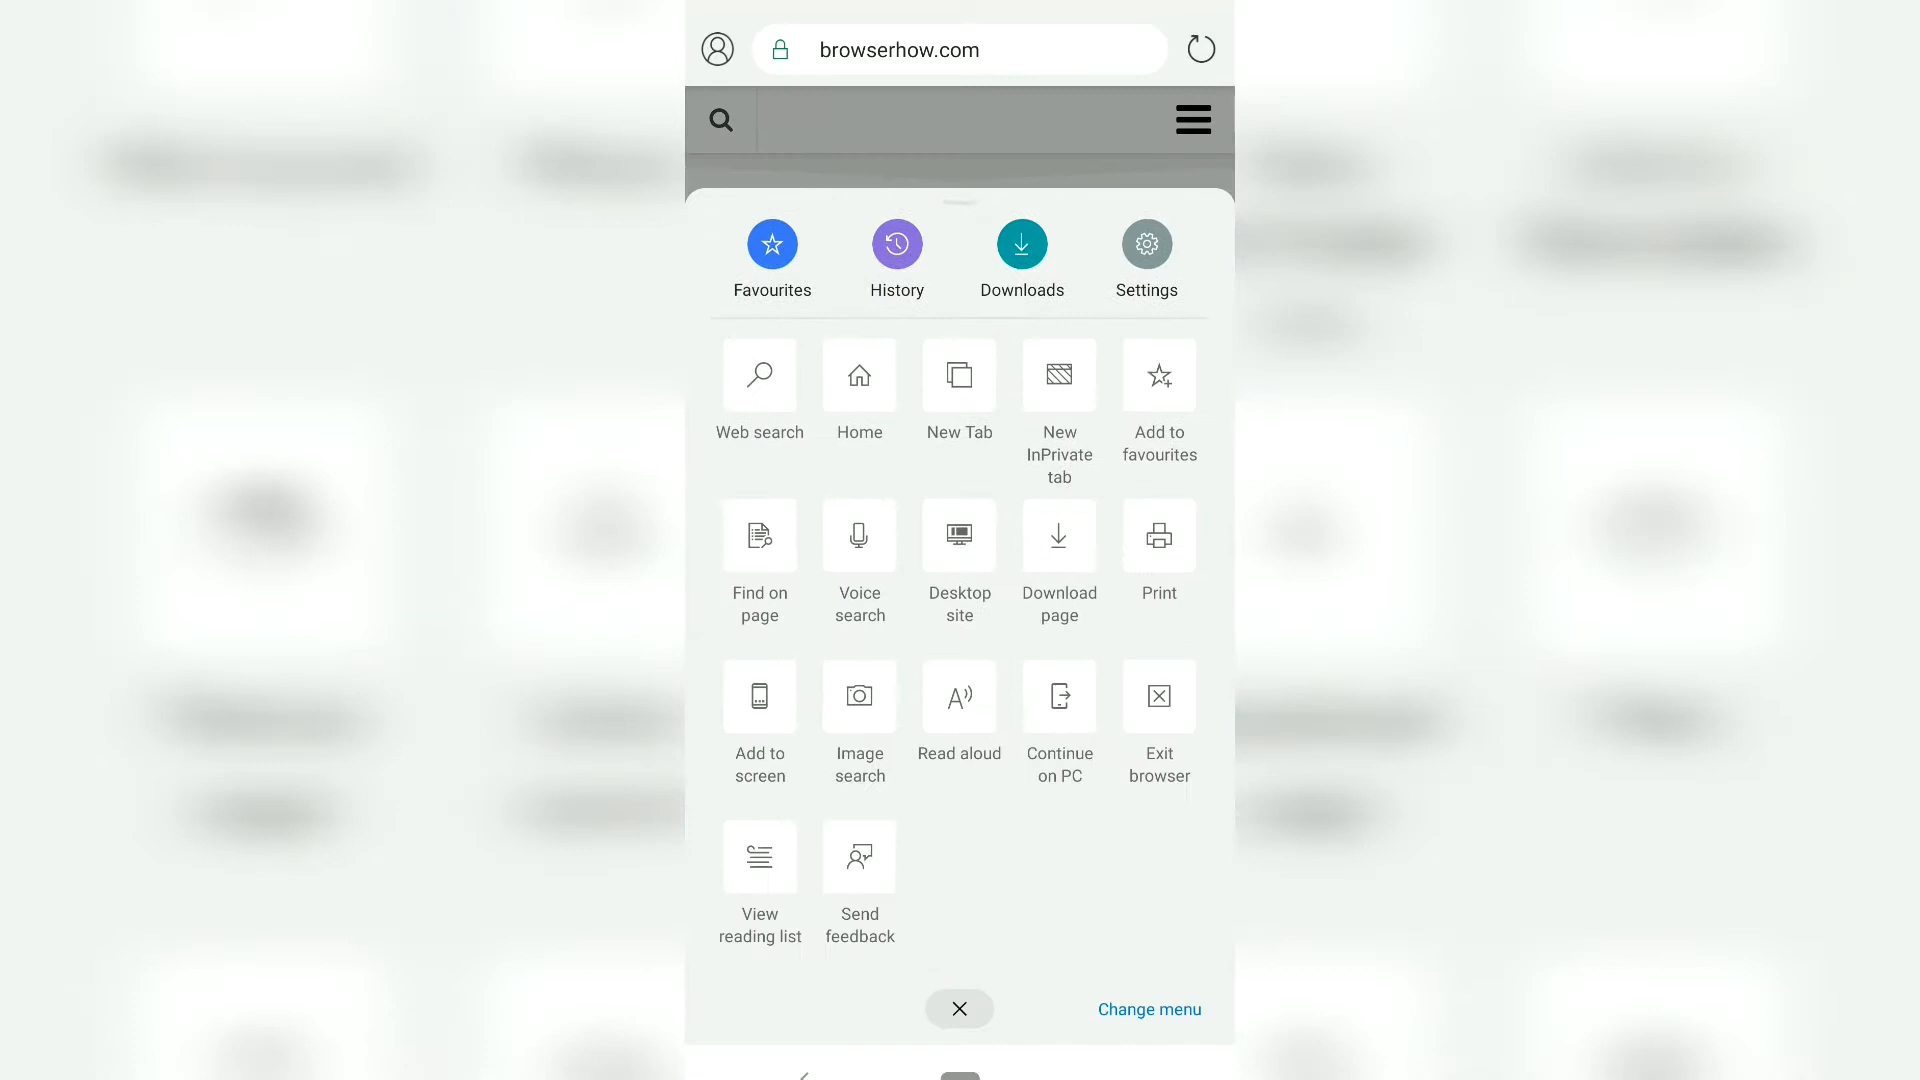 browserhow.com
Favourites
History
Downloads
Settings
Web search
Home
New Tab
New
InPrivate
tab
Add to
favourites
Find on
page
Voice
search
Desktop
site
Download
page
Print
Add to
screen
Image
search
Read aloud
Continue
on PC
Exit
browser
View
reading list
Send
feedback
Change menu